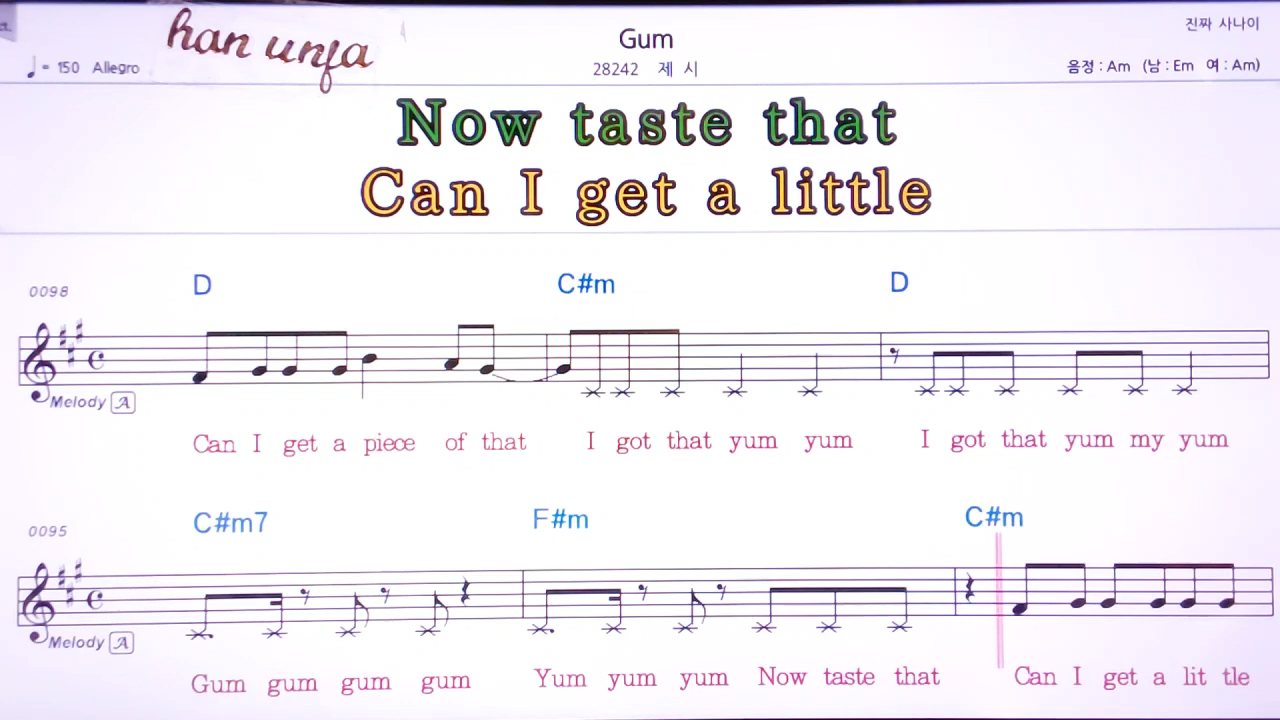 han unfa
Gum
28242 제 시
진짜 사나이
♩= 150 Allegro
음정 : Am (남 : Em 여 : Am)
Now taste that
Can I get a little
0098
D C#m D
Melody A
Can I get a piece of that I got that yum yum I got that yum my yum
0095
C#m7 F#m C#m
Melody A
Gum gum gum gum Yum yum yum Now taste that Can I get a lit tle